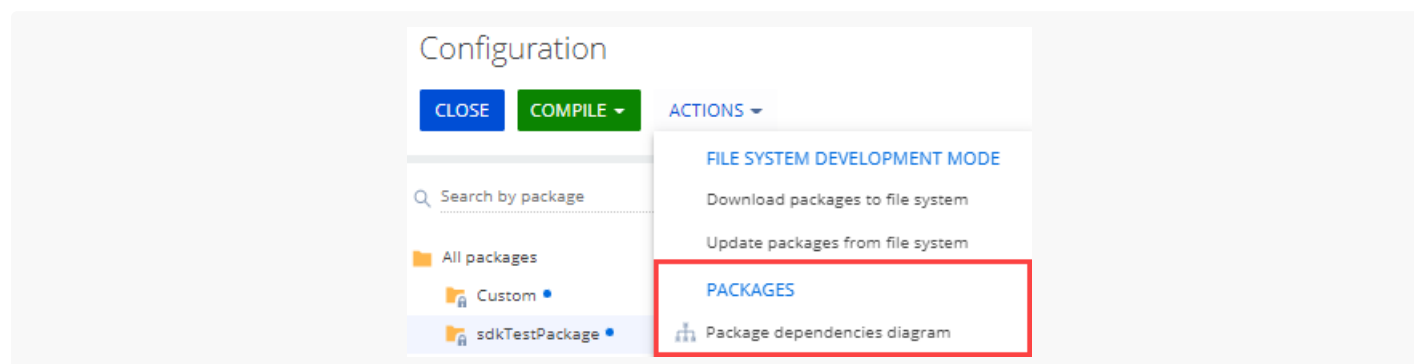 Configuration
CLOSE
COMPILE
ACTIONS
FILE SYSTEM DEVELOPMENT MODE
Search by package
Download packages to file system
Update packages from file system
All packages
PACKAGES
Custom
sdkTestPackage
Package dependencies diagram